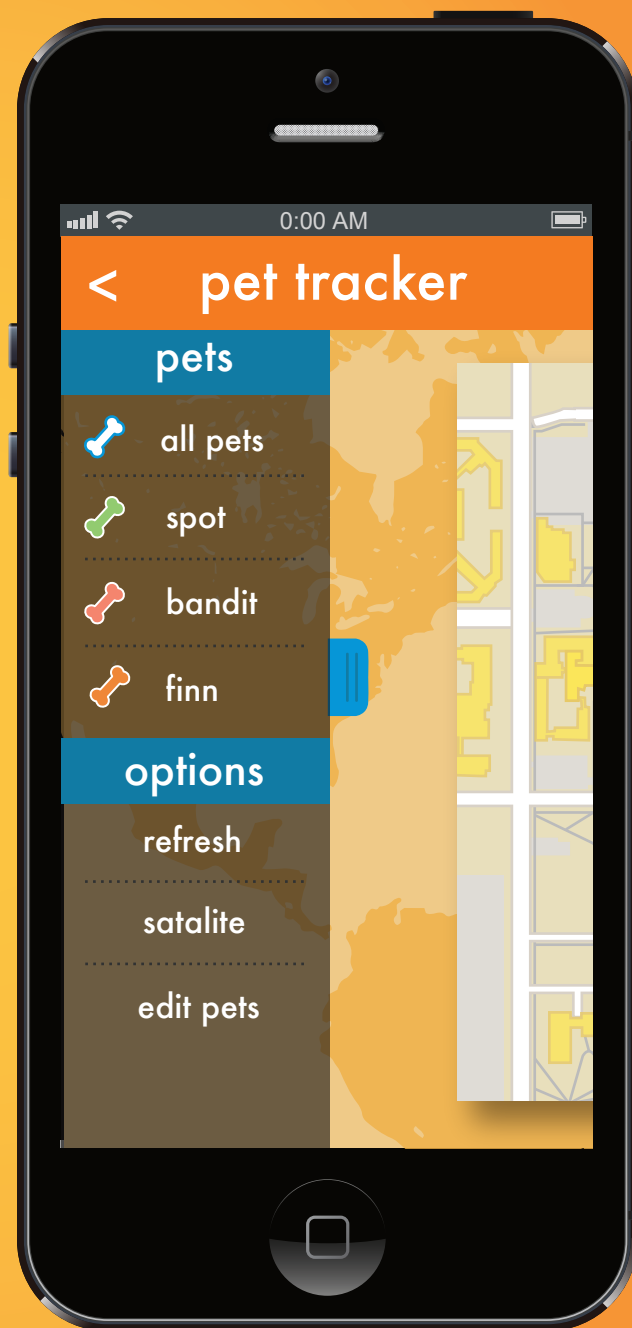 0:00 AM
< pet tracker
pets
all pets
spot
bandit
finn
options
refresh
satalite
edit pets